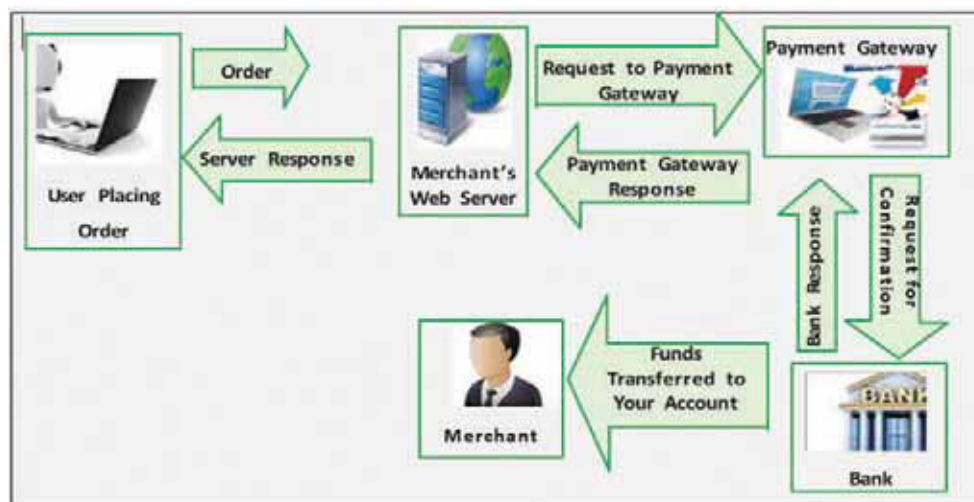 Order
Server Response
User Placing
Order
Merchant's
Web Server
Request to Payment
Gateway
Payment Gateway
Response
Payment Gateway
Bank Response
Request for
Confirmation
Funds
Transferred to
Your Account
Merchant
BANK
Bank